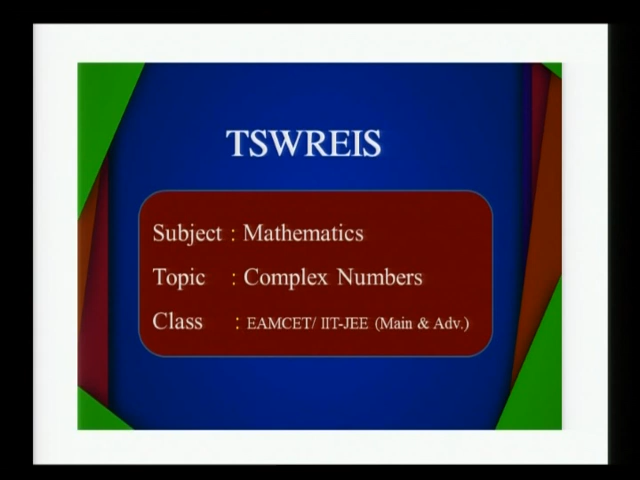 TSWREIS
Subject : Mathematics
Topic : Complex Numbers
Class : EAMCET/ IIT-JEE (Main & Adv.)